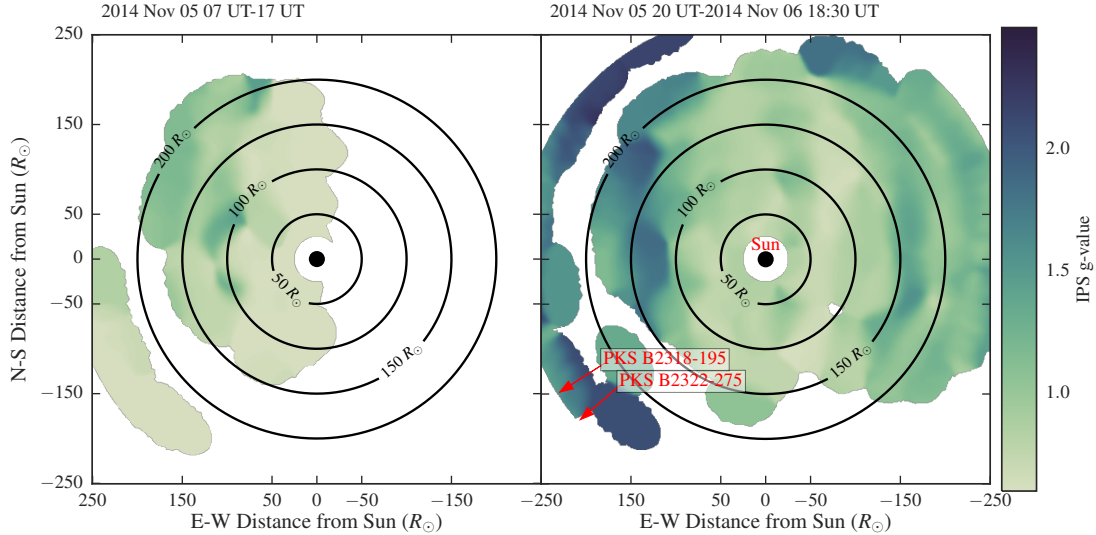 2014 Nov 05 07 UT-17 UT
2014 Nov 05 20 UT-2014 Nov 06 18:30 UT
N-S Distance from Sun (R☉)
250
150
50
0
−50
−150
−250
200 R☉
100 R☉
50 R☉
150 R☉
250
150
50
0
−50
−150
−250
E-W Distance from Sun (R☉)
200 R☉
100 R☉
Sun
50 R☉
150 R☉
PKS B2318-195
PKS B2322-275
150
50
0
−50
−150
−250
E-W Distance from Sun (R☉)
2.0
1.5
1.0
IPS g-value